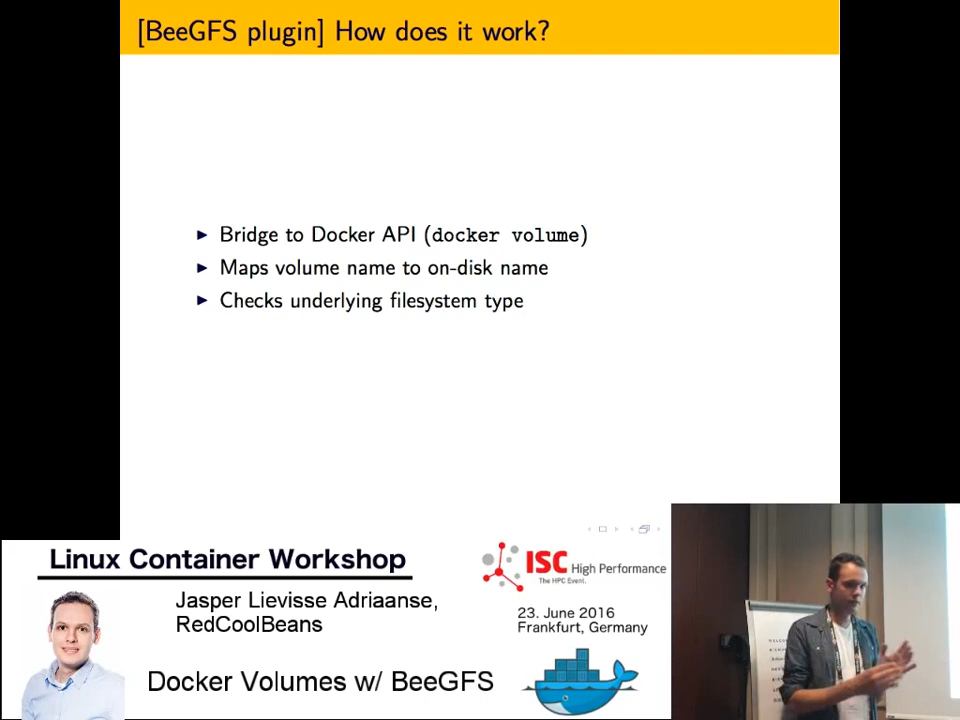 [BeeGFS plugin] How does it work?
Bridge to Docker API (docker volume)
Maps volume name to on-disk name
Checks underlying filesystem type
Linux Container Workshop
Jasper Lievisse Adriaanse,
RedCoolBeans
Docker Volumes w/ BeeGFS
ISC High Performance
The HPC Event.
23. June 2016
Frankfurt, Germany